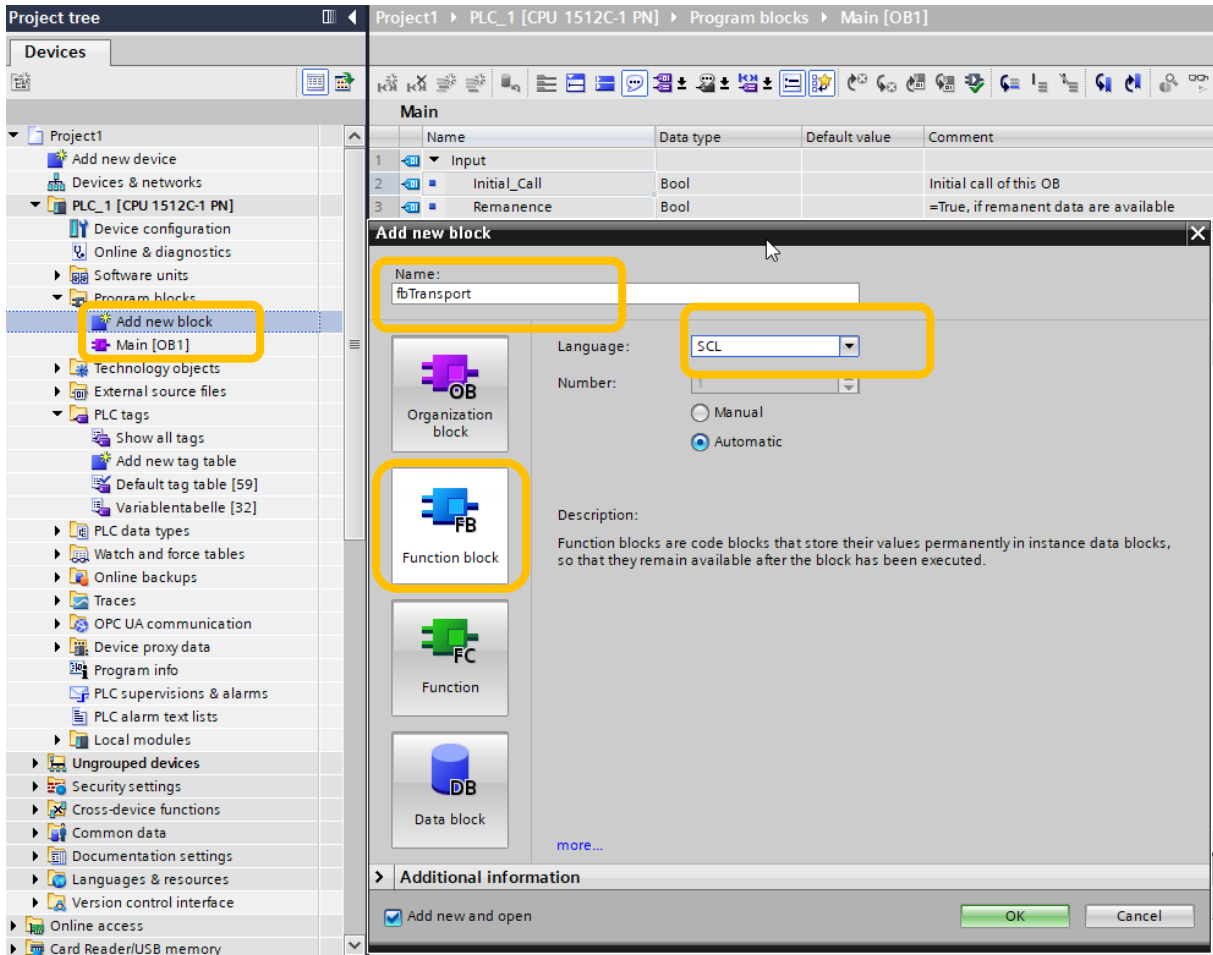 Project tree
Devices
Project1
Add new device
Devices & networks
PLC_1 [CPU 1512C-1 PN]
Device configuration
Online & diagnostics
Software units
Program blocks
Add new block
Main [OB1]
Technology objects
External source files
PLC tags
Show all tags
Add new tag table
Default tag table [59]
Variablentabelle [32]
PLC data types
Watch and force tables
Online backups
Traces
OPC UA communication
Device proxy data
Program info
PLC supervisions & alarms
PLC alarm text lists
Local modules
Ungrouped devices
Security settings
Cross-device functions
Common data
Documentation settings
Languages & resources
Version control interface
Online access
Card Reader/USB memory
Project1 PLC_1 [CPU 1512C-1 PN] Program blocks Main [OB1]
Main
Name Data type Default value Comment
1 Input
2 Initial_Call Bool Initial call of this OB
3 Remanence Bool =True, if remanent data are available
Add new block
Name:
fbTransport
Language: SCL
Number: 1
Manual
Automatic
OB
Organization
block
FB
Function block
FC
Function
DB
Data block
Description:
Function blocks are code blocks that store their values permanently in instance data blocks,
so that they remain available after the block has been executed.
more...
Additional information
Add new and open
OK Cancel